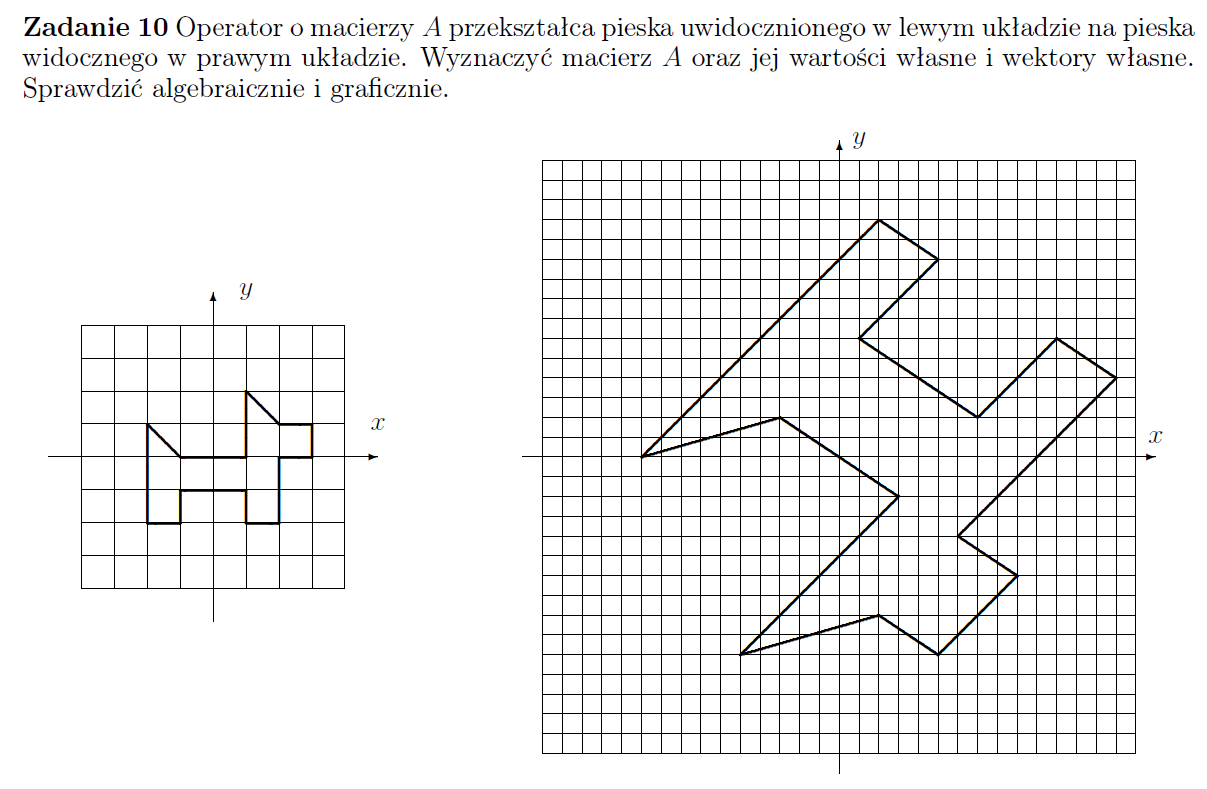 Zadanie 10 Operator o macierzy A przekształca pieska uwidocznionego w lewym układzie na pieska
widocznego w prawym układzie. Wyznaczyć macierz A oraz jej wartości własne i wektory własne.
Sprawdzić algebraicznie i graficznie.
y
x
y
x